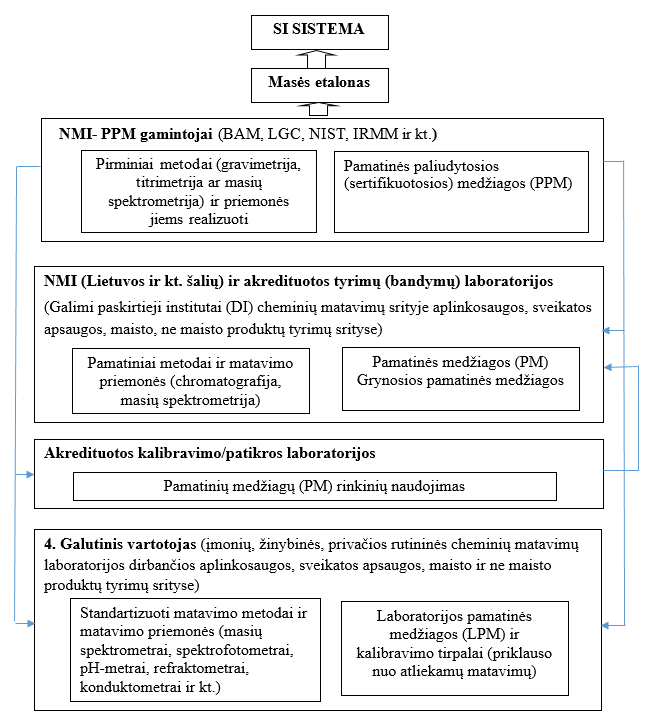 SI SISTEMA
Masės etalonas
NMI- PPM gamintojai (BAM, LGC, NIST, IRMM ir kt.)
Pirminiai metodai (gravimetrija,
titrimetrija ar masių
spektrometrija) ir priemonės
jiems realizuoti
Pamatinės paliudytosios
(sertifikuotosios) medžiagos (PPM)
NMI (Lietuvos ir kt. šalių) ir akredituotos tyrimų (bandymų) laboratorijos
(Galimi paskirtieji institutai (DI) cheminių matavimų srityje aplinkosaugos, sveikatos
apsaugos, maisto, ne maisto produktų tyrimų srityse)
Pamatiniai metodai ir matavimo
priemonės (chromatografija,
masių spektrometrija)
Pamatinės medžiagos (PM)
Grynosios pamatinės medžiagos
Akredituotos kalibravimo/patikros laboratorijos
Pamatinių medžiagų (PM) rinkinių naudojimas
4. Galutinis vartotojas (įmonių, žinybinės, privačios rutininės cheminių matavimų
laboratorijos dirbančios aplinkosaugos, sveikatos apsaugos, maisto ir ne maisto
produktų tyrimų srityse)
Standartizuoti matavimo metodai ir
matavimo priemonės (masių
spektrometrai, spektrofotometrai,
pH-metrai, refraktometrai,
konduktometrai ir kt.)
Laboratorijos pamatinės
medžiagos (LPM) ir
kalibravimo tirpalai (priklauso
nuo atliekamų matavimų)